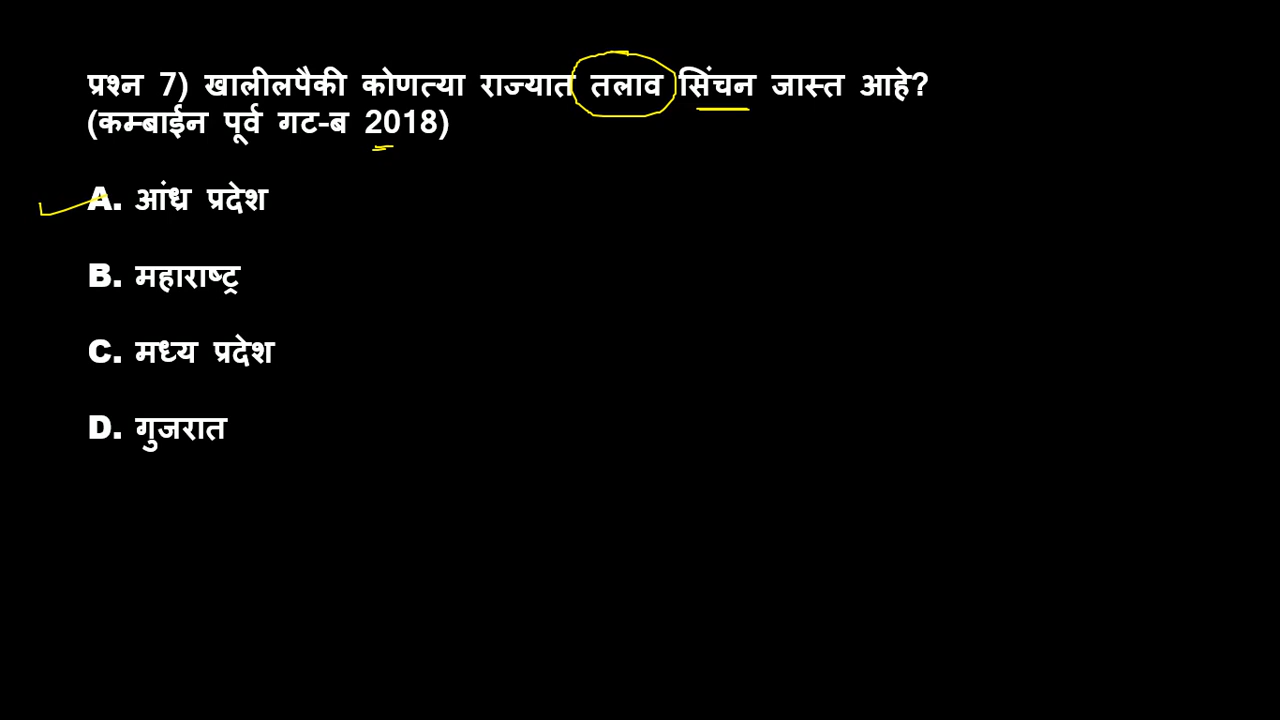 प्रश्न 7) खालीलपैकी कोणत्या राज्यात तलाव सिंचन जास्त आहे?
(कम्बाईन पूर्व गट-ब 2018)
A. आंध्र प्रदेश
B. महाराष्ट्र
C. मध्य प्रदेश
D. गुजरात